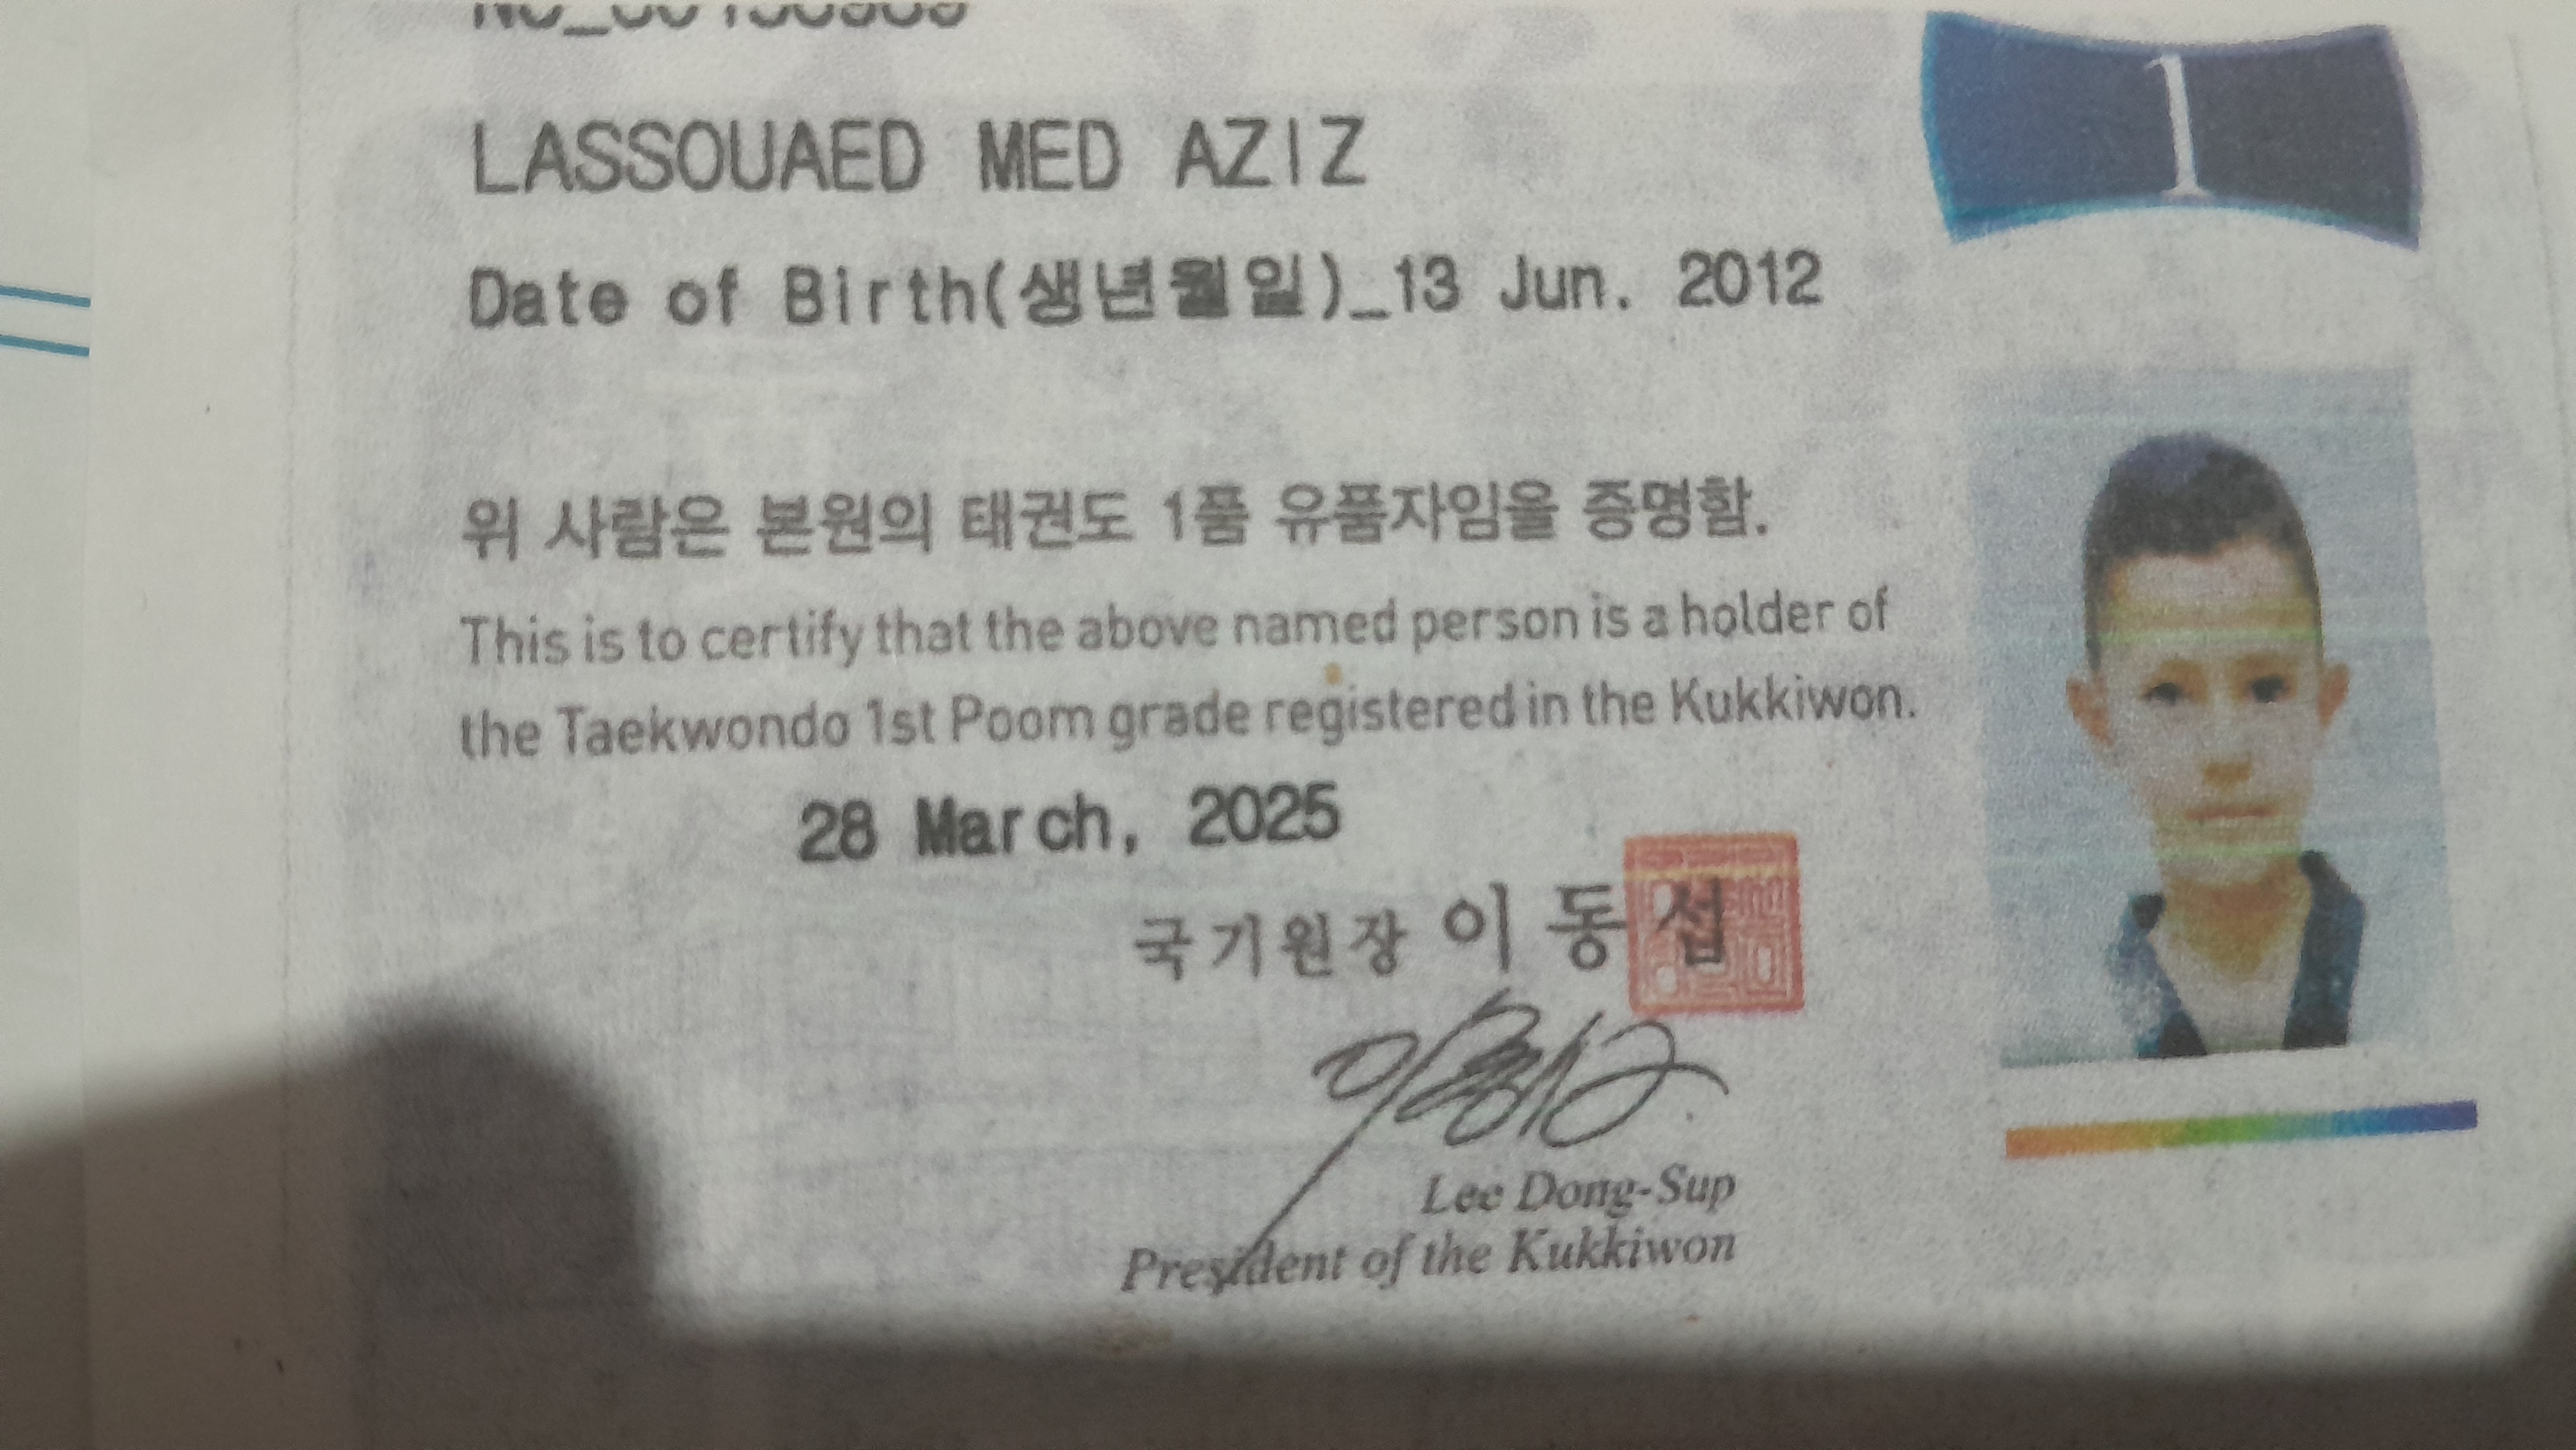 1
LASSOUAED MED AZIZ
Date of Birth(생년월일)_13 Jun. 2012
위 사람은 본원의 태권도 1품 유품자임을 증명함.
This is to certify that the above named person is a holder of
the Taekwondo 1st Poom grade registered in the Kukkiwon.
28 March, 2025
국기원장 이동섭
Lee Dong-Sup
President of the Kukkiwon